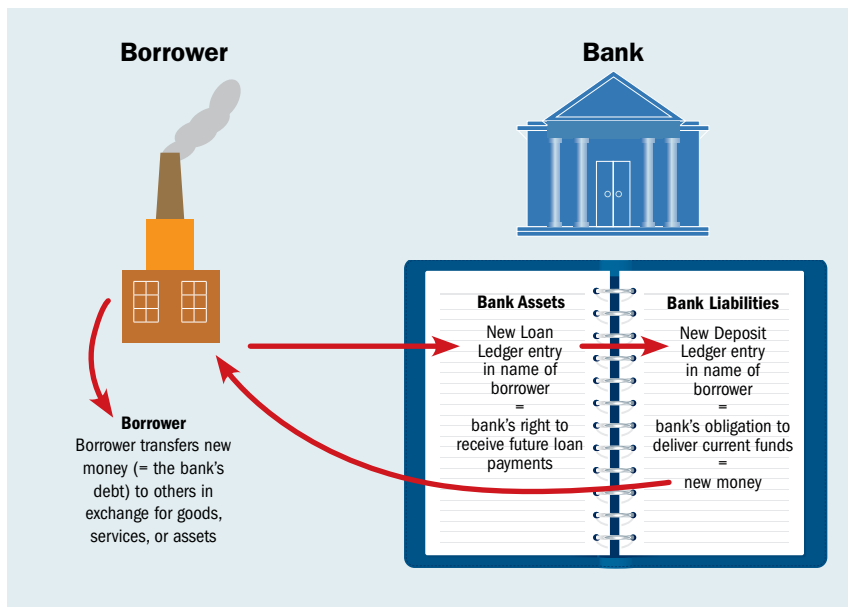 Borrower
Bank
Bank Assets
New Loan
Ledger entry
in name of
borrower
=
bank's right to
receive future loan
payments
Bank Liabilities
New Deposit
Ledger entry
in name of
borrower
=
bank's obligation to
deliver current funds
=
new money
Borrower
Borrower transfers new
money (= the bank's
debt) to others in
exchange for goods,
services, or assets